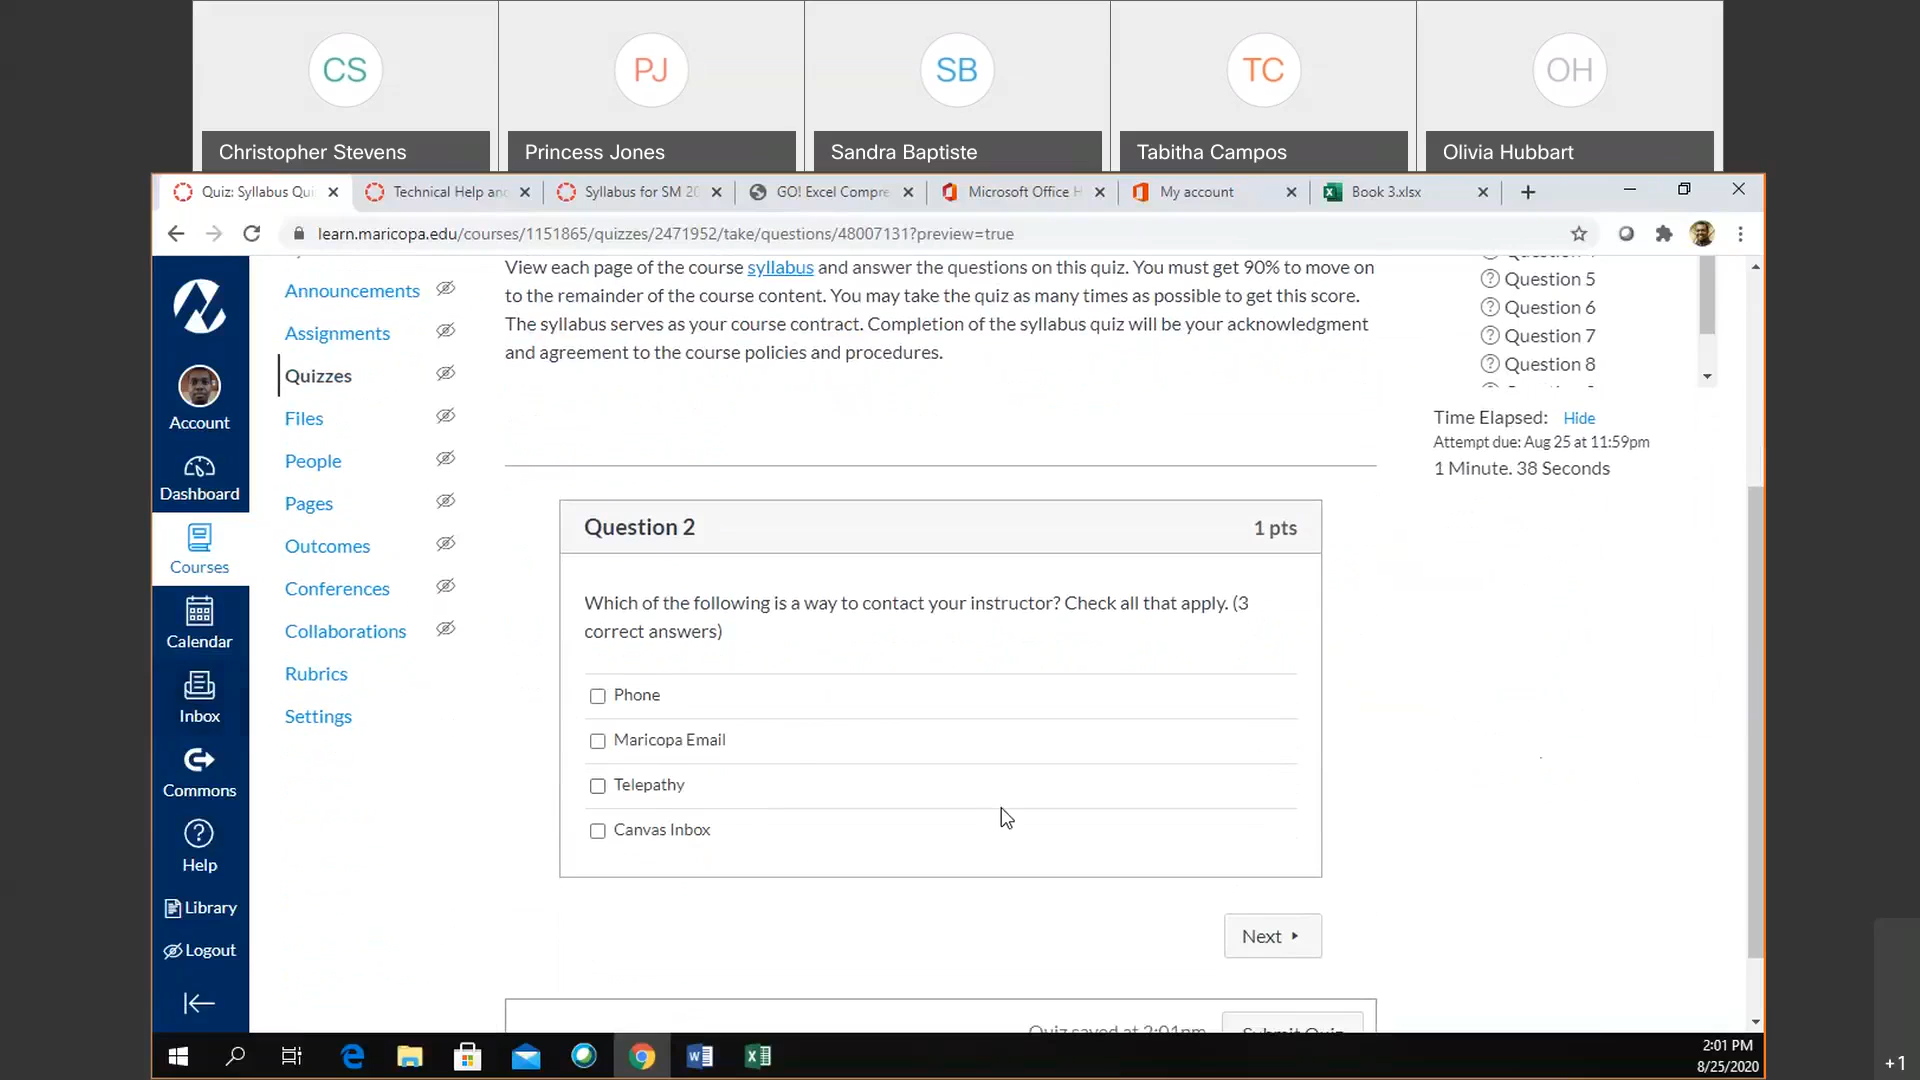 CS
PJ
SB
TC
OH
Christopher Stevens
Princess Jones
Sandra Baptiste
Tabitha Campos
Olivia Hubbart
Quiz: Syllabus Qui
Technical Help and
Syllabus for SM 20
GO! Excel Compre
Microsoft Office H
My account
Book 3.xlsx
learn.maricopa.edu/courses/1151865/quizzes/2471952/take/questions/48007131?preview=true
Account
Dashboard
Courses
Calendar
Inbox
Commons
Help
Library
Logout
Announcements
Assignments
Quizzes
Files
People
Pages
Outcomes
Conferences
Collaborations
Rubrics
Settings
View each page of the course syllabus and answer the questions on this quiz. You must get 90% to move on
to the remainder of the course content. You may take the quiz as many times as possible to get this score.
The syllabus serves as your course contract. Completion of the syllabus quiz will be your acknowledgment
and agreement to the course policies and procedures.
Question 2
1 pts
Which of the following is a way to contact your instructor? Check all that apply. (3
correct answers)
Phone
Maricopa Email
Telepathy
Canvas Inbox
Next
Quiz saved at 2:01pm
Submit Quiz
Question 5
Question 6
Question 7
Question 8
Time Elapsed: Hide
Attempt due: Aug 25 at 11:59pm
1 Minute. 38 Seconds
2:01 PM
8/25/2020
+1